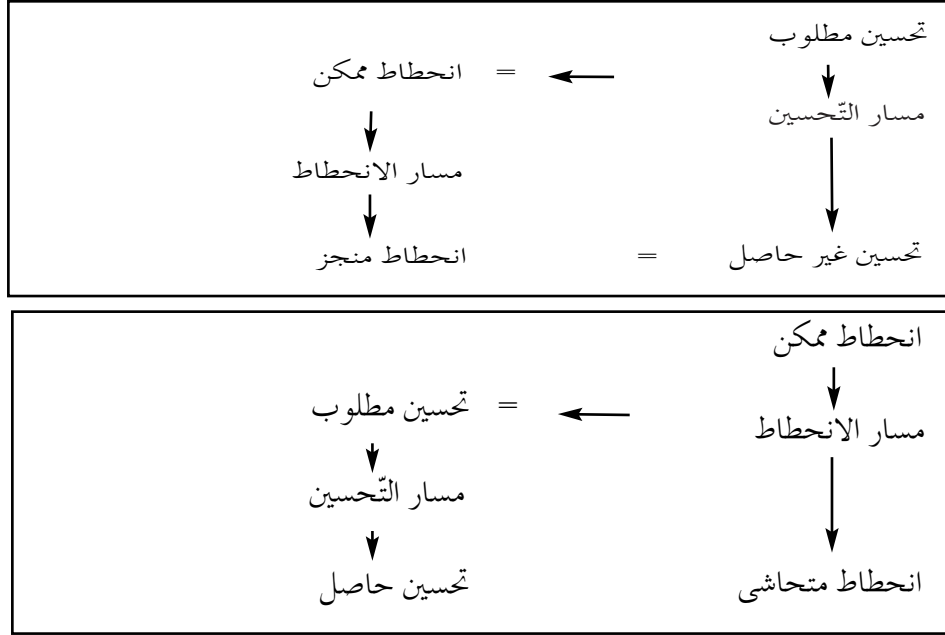 تحسين مطلوب
= انحطاط ممكن
مسار التّحسين
مسار الانحطاط
تحسين غير حاصل = انحطاط منجز
انحطاط ممكن
= تحسين مطلوب
مسار الانحطاط
مسار التّحسين
انحطاط متحاشى
تحسين حاصل